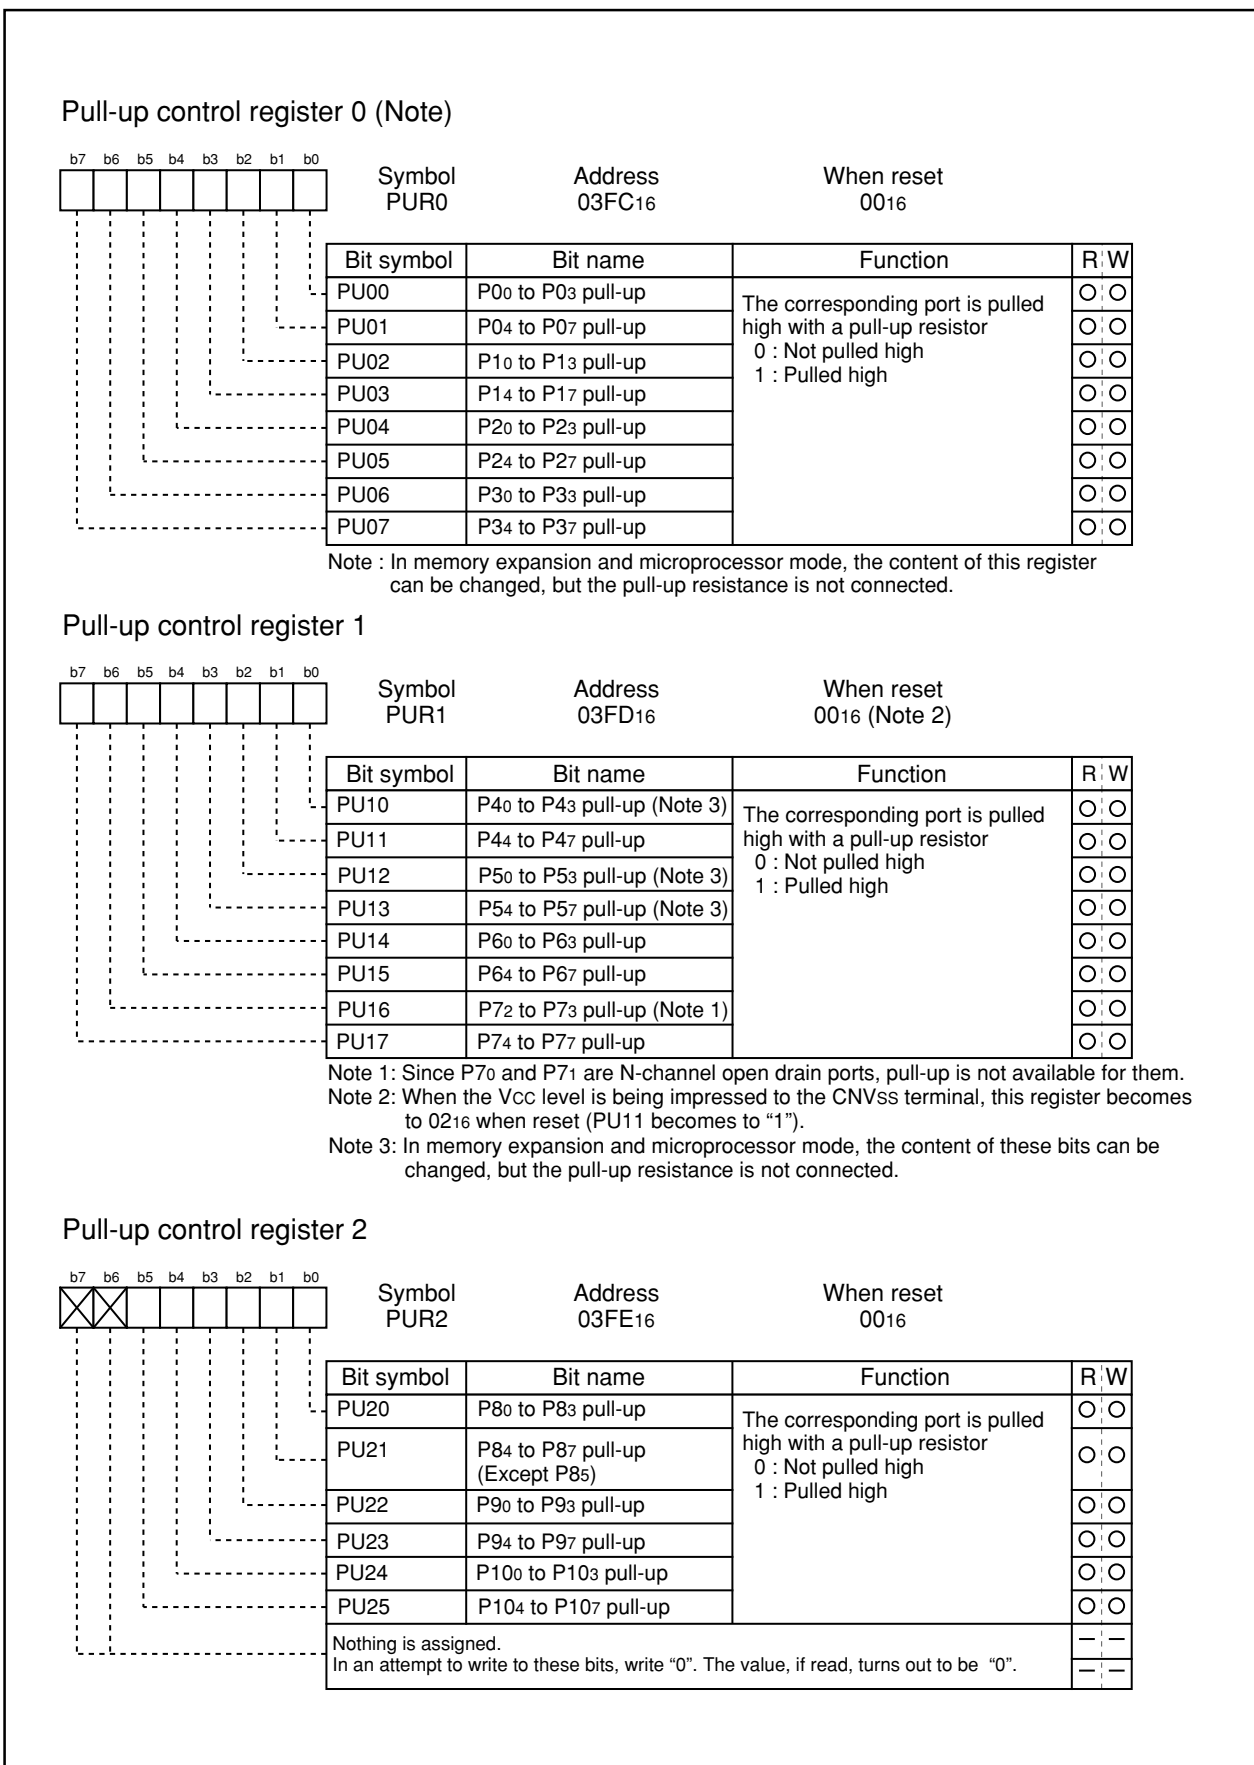 Pull-up control register 0 (Note)
b7 b6 b5 b4 b3 b2 b1 b0
Symbol Address When reset
PUR0 03FC16 0016
Bit symbol Bit name Function R W
PU00 P00 to P03 pull-up
The corresponding port is pulled
high with a pull-up resistor
0 : Not pulled high
1 : Pulled high
PU01 P04 to P07 pull-up
PU02 P10 to P13 pull-up
PU03 P14 to P17 pull-up
PU04 P20 to P23 pull-up
PU05 P24 to P27 pull-up
PU06 P30 to P33 pull-up
PU07 P34 to P37 pull-up
Note : In memory expansion and microprocessor mode, the content of this register
can be changed, but the pull-up resistance is not connected.
Pull-up control register 1
b7 b6 b5 b4 b3 b2 b1 b0
Symbol Address When reset
PUR1 03FD16 0016 (Note 2)
Bit symbol Bit name Function R W
PU10 P40 to P43 pull-up (Note 3)
The corresponding port is pulled
high with a pull-up resistor
0 : Not pulled high
1 : Pulled high
PU11 P44 to P47 pull-up
PU12 P50 to P53 pull-up (Note 3)
PU13 P54 to P57 pull-up (Note 3)
PU14 P60 to P63 pull-up
PU15 P64 to P67 pull-up
PU16 P72 to P73 pull-up (Note 1)
PU17 P74 to P77 pull-up
Note 1: Since P70 and P71 are N-channel open drain ports, pull-up is not available for them.
Note 2: When the VCC level is being impressed to the CNVSS terminal, this register becomes
to 0216 when reset (PU11 becomes to “1”).
Note 3: In memory expansion and microprocessor mode, the content of these bits can be
changed, but the pull-up resistance is not connected.
Pull-up control register 2
b7 b6 b5 b4 b3 b2 b1 b0
Symbol Address When reset
PUR2 03FE16 0016
Bit symbol Bit name Function R W
PU20 P80 to P83 pull-up
The corresponding port is pulled
high with a pull-up resistor
0 : Not pulled high
1 : Pulled high
PU21 P84 to P87 pull-up
(Except P85)
PU22 P90 to P93 pull-up
PU23 P94 to P97 pull-up
PU24 P100 to P103 pull-up
PU25 P104 to P107 pull-up
Nothing is assigned.
In an attempt to write to these bits, write “0”. The value, if read, turns out to be “0”.